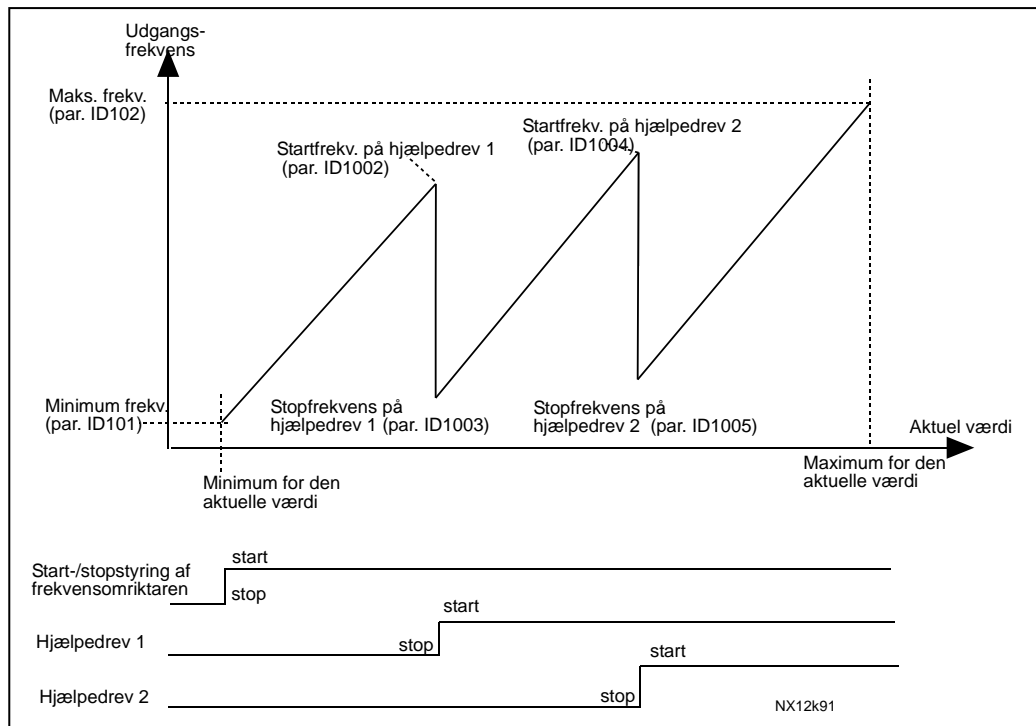 Udgangs-
frekvens
Maks. frekv.
(par. ID102)
Startfrekv. på hjælpedrev 1
(par. ID1002)
Startfrekv. på hjælpedrev 2
(par. ID1004)
Minimum frekv.
(par. ID101)
Stopfrekvens på
hjælpedrev 1 (par. ID1003)
Stopfrekvens på
hjælpedrev 2 (par. ID1005)
Aktuel værdi
Minimum for den
aktuelle værdi
Maximum for den
aktuelle værdi
start
Start-/stopstyring af
frekvensomriktaren
stop
start
Hjælpedrev 1
stop
start
Hjælpedrev 2
stop
NX12k91